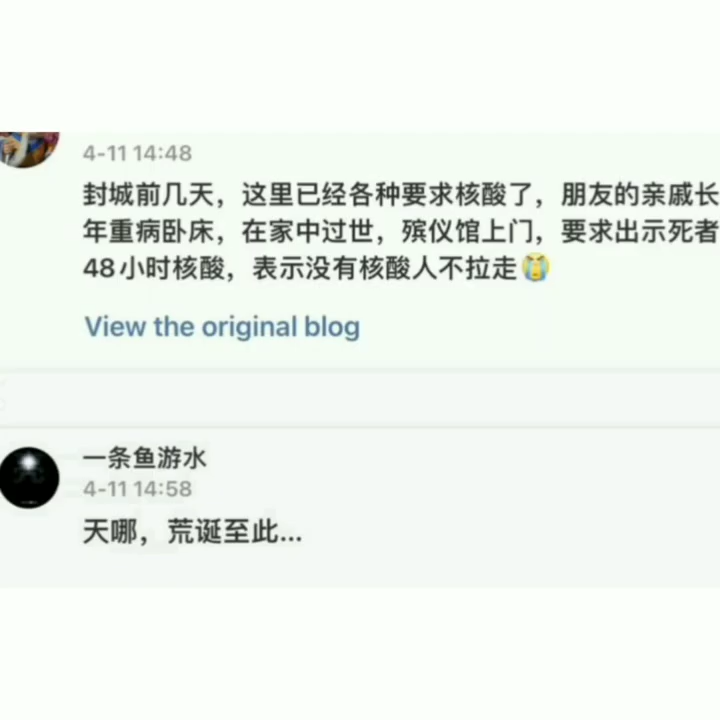 4-11 14:48
封城前几天，这里已经各种要求核酸了，朋友的亲戚长
年重病卧床，在家中过世，殡仪馆上门，要求出示死者
48小时核酸，表示没有核酸人不拉走😭
View the original blog
一条鱼游水
4-11 14:58
天哪，荒诞至此...